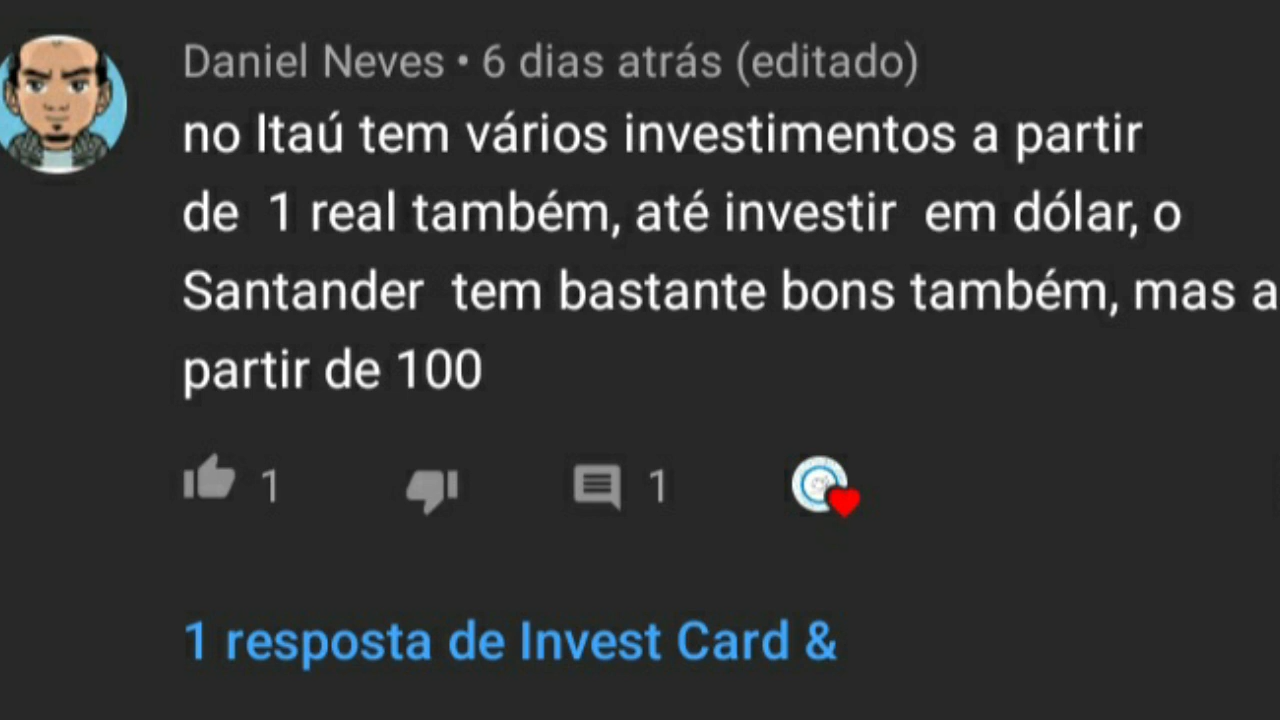 Daniel Neves • 6 dias atrás (editado)
no Itaú tem vários investimentos a partir
de 1 real também, até investir em dólar, o
Santander tem bastante bons também, mas a
partir de 100
1 1
1 resposta de Invest Card &